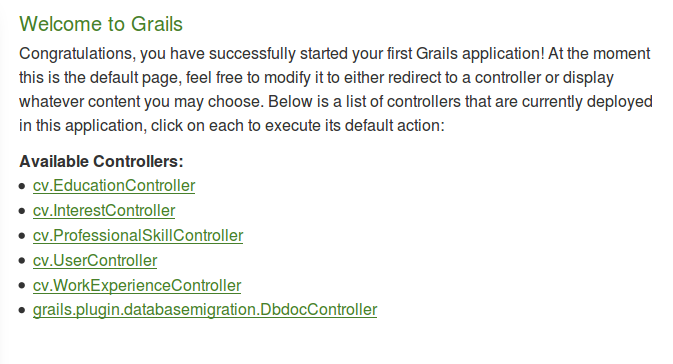 Welcome to Grails
Congratulations, you have successfully started your first Grails application! At the moment
this is the default page, feel free to modify it to either redirect to a controller or display
whatever content you may choose. Below is a list of controllers that are currently deployed
in this application, click on each to execute its default action:
Available Controllers:
• cv.EducationController
• cv.InterestController
• cv.ProfessionalSkillController
• cv.UserController
• cv.WorkExperienceController
• grails.plugin.databasemigration.DbdocController